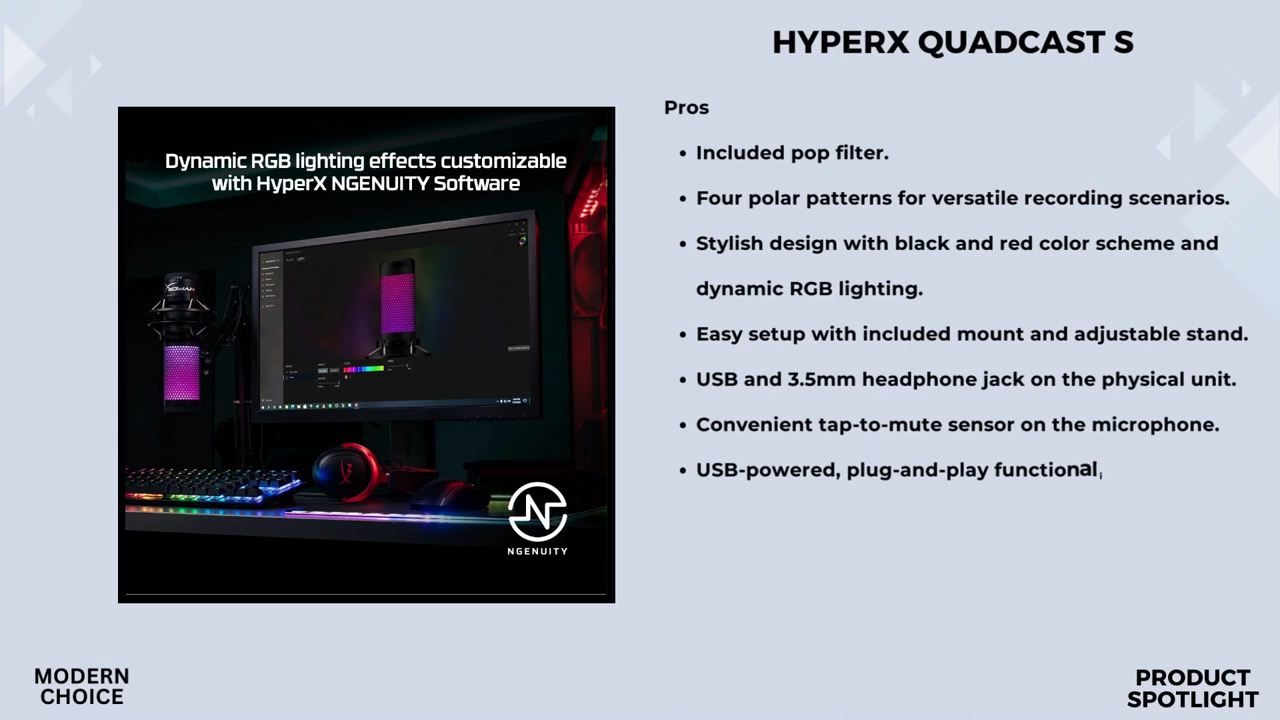 HYPERX QUADCAST S
Pros
• Included pop filter.
• Four polar patterns for versatile recording scenarios.
• Stylish design with black and red color scheme and
dynamic RGB lighting.
• Easy setup with included mount and adjustable stand.
• USB and 3.5mm headphone jack on the physical unit.
• Convenient tap-to-mute sensor on the microphone.
• USB-powered, plug-and-play functional
Dynamic RGB lighting effects customizable
with HyperX NGENUITY Software
NGENUITY
MODERN
CHOICE
PRODUCT
SPOTLIGHT